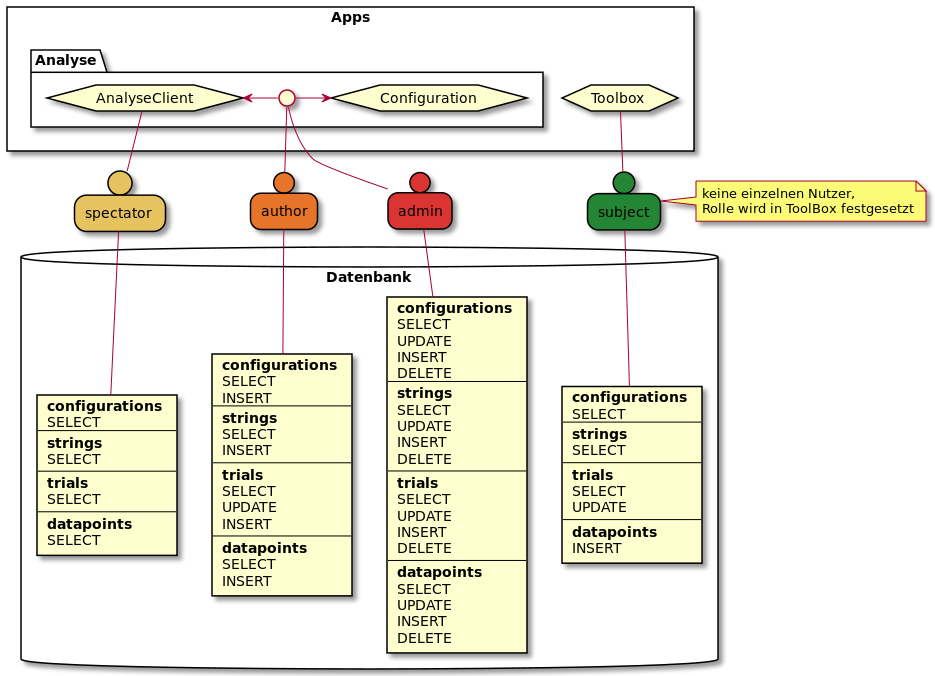 Apps
Analyse
AnalyseClient
Configuration
Toolbox
spectator
author
admin
subject
keine einzelnen Nutzer,
Rolle wird in ToolBox festgesetzt
Datenbank
configurations
SELECT
strings
SELECT
trials
SELECT
datapoints
SELECT
configurations
SELECT
INSERT
strings
SELECT
INSERT
trials
SELECT
UPDATE
INSERT
datapoints
SELECT
INSERT
configurations
SELECT
UPDATE
INSERT
DELETE
strings
SELECT
UPDATE
INSERT
DELETE
trials
SELECT
UPDATE
INSERT
DELETE
datapoints
SELECT
UPDATE
INSERT
DELETE
configurations
SELECT
strings
SELECT
trials
SELECT
UPDATE
datapoints
INSERT